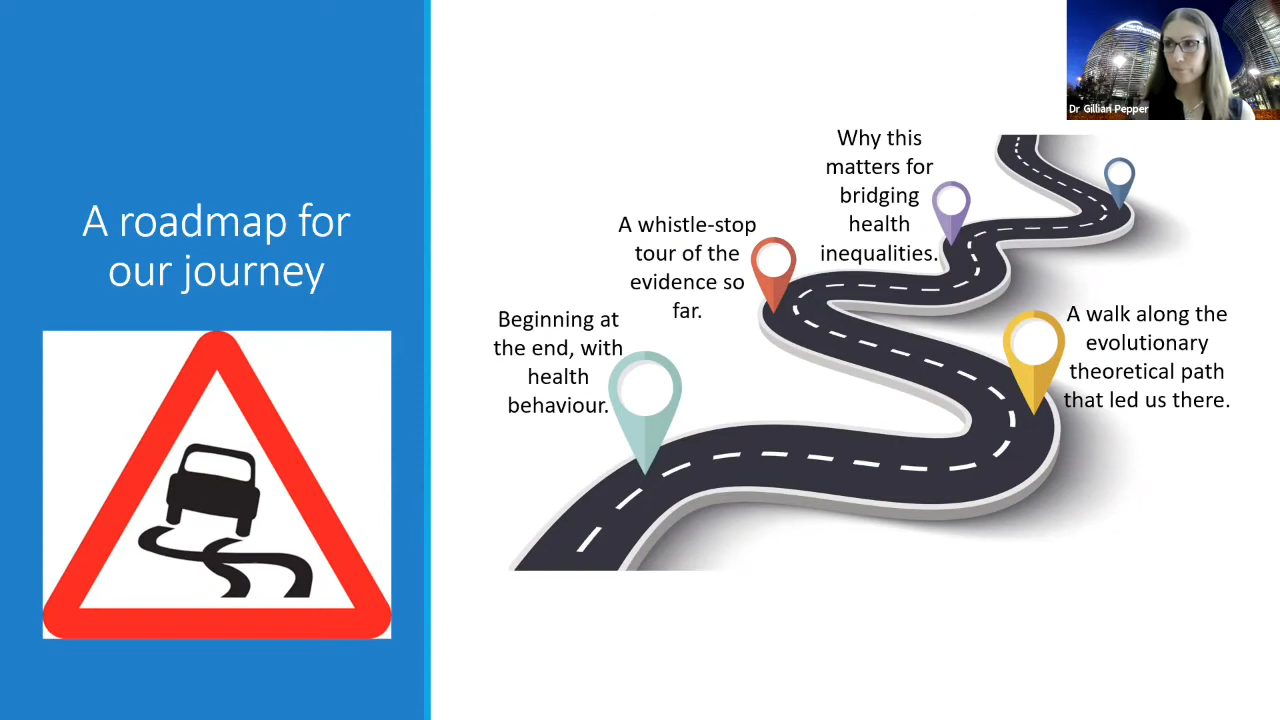 A roadmap for
our journey
Dr Gillian Pepper
Beginning at
the end, with
health
behaviour.
A walk along the
evolutionary
theoretical path
that led us there.
A whistle-stop
tour of the
evidence so
far.
Why this
matters for
bridging
health
inequalities.